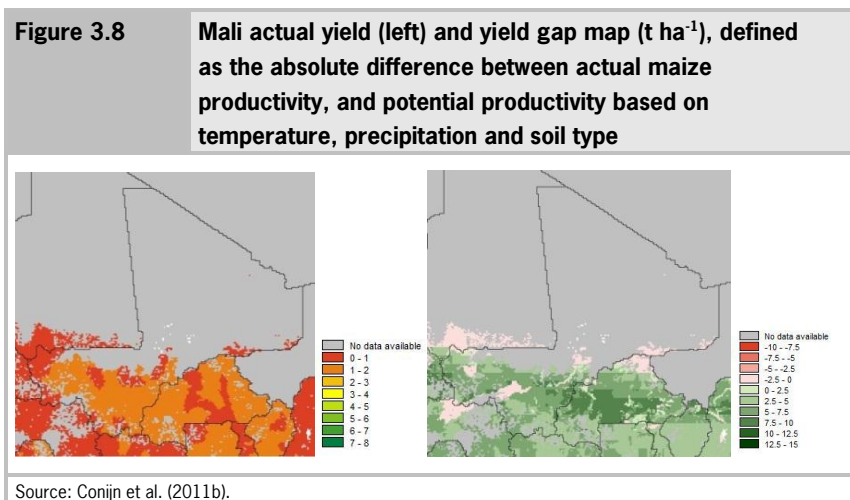 Figure 3.8
Mali actual yield (left) and yield gap map (t ha-1), defined
as the absolute difference between actual maize
productivity, and potential productivity based on
temperature, precipitation and soil type
No data available
0 - 1
1 - 2
2 - 3
3 - 4
4 - 5
5 - 6
6 - 7
7 - 8
No data available
-10 - -7.5
-7.5 - -5
-5 - -2.5
-2.5 - 0
0 - 2.5
2.5 - 5
5 - 7.5
7.5 - 10
10 - 12.5
12.5 - 15
Source: Conijn et al. (2011b).